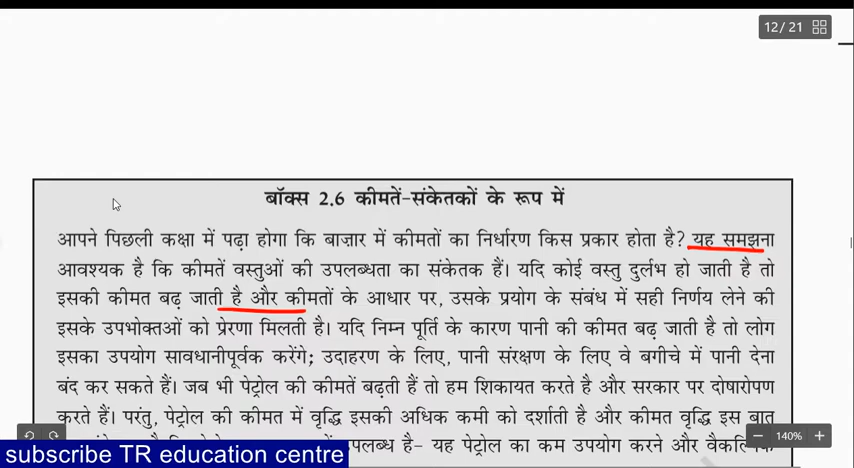 12/21
बॉक्स 2.6 कीमतें-संकेतकों के रूप में
आपने पिछली कक्षा में पढ़ा होगा कि बाज़ार में कीमतों का निर्धारण किस प्रकार होता है? यह समझना
आवश्यक है कि कीमतें वस्तुओं की उपलब्धता का संकेतक हैं। यदि कोई वस्तु दुर्लभ हो जाती है तो
इसकी कीमत बढ़ जाती है और कीमतों के आधार पर, उसके प्रयोग के संबंध में सही निर्णय लेने की
इसके उपभोक्तओं को प्रेरणा मिलती है। यदि निम्न पूर्ति के कारण पानी की कीमत बढ़ जाती है तो लोग
इसका उपयोग सावधानीपूर्वक करेंगे; उदाहरण के लिए, पानी संरक्षण के लिए वे बगीचे में पानी देना
बंद कर सकते हैं। जब भी पेट्रोल की कीमतें बढ़ती हैं तो हम शिकायत करते है और सरकार पर दोषारोपण
करते हैं। परंतु, पेट्रोल की कीमत में वृद्धि इसकी अधिक कमी को दर्शाती है और कीमत वृद्धि इस बात
140%
उपलब्ध है- यह पेट्रोल का कम उपयोग करने और
subscribe TR education centre